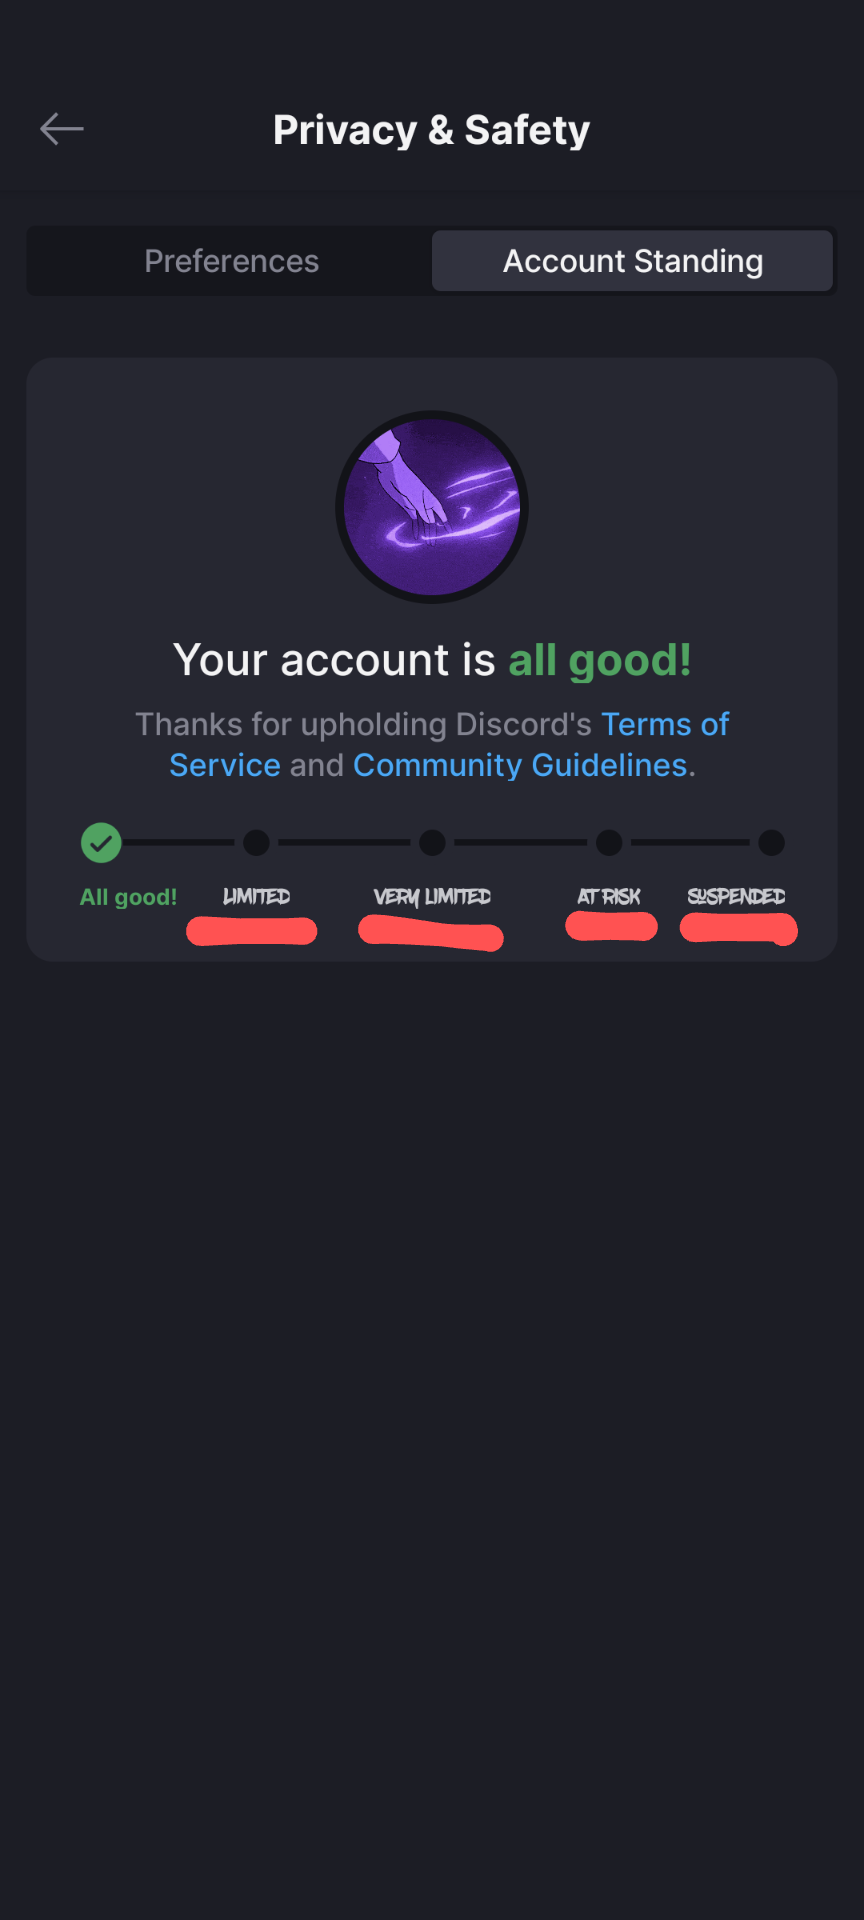 Privacy & Safety
Preferences
Account Standing
Your account is all good!
Thanks for upholding Discord's Terms of
Service and Community Guidelines.
All good!
LIMITED
VERY LIMITED
AT RISK
SUSPENDED